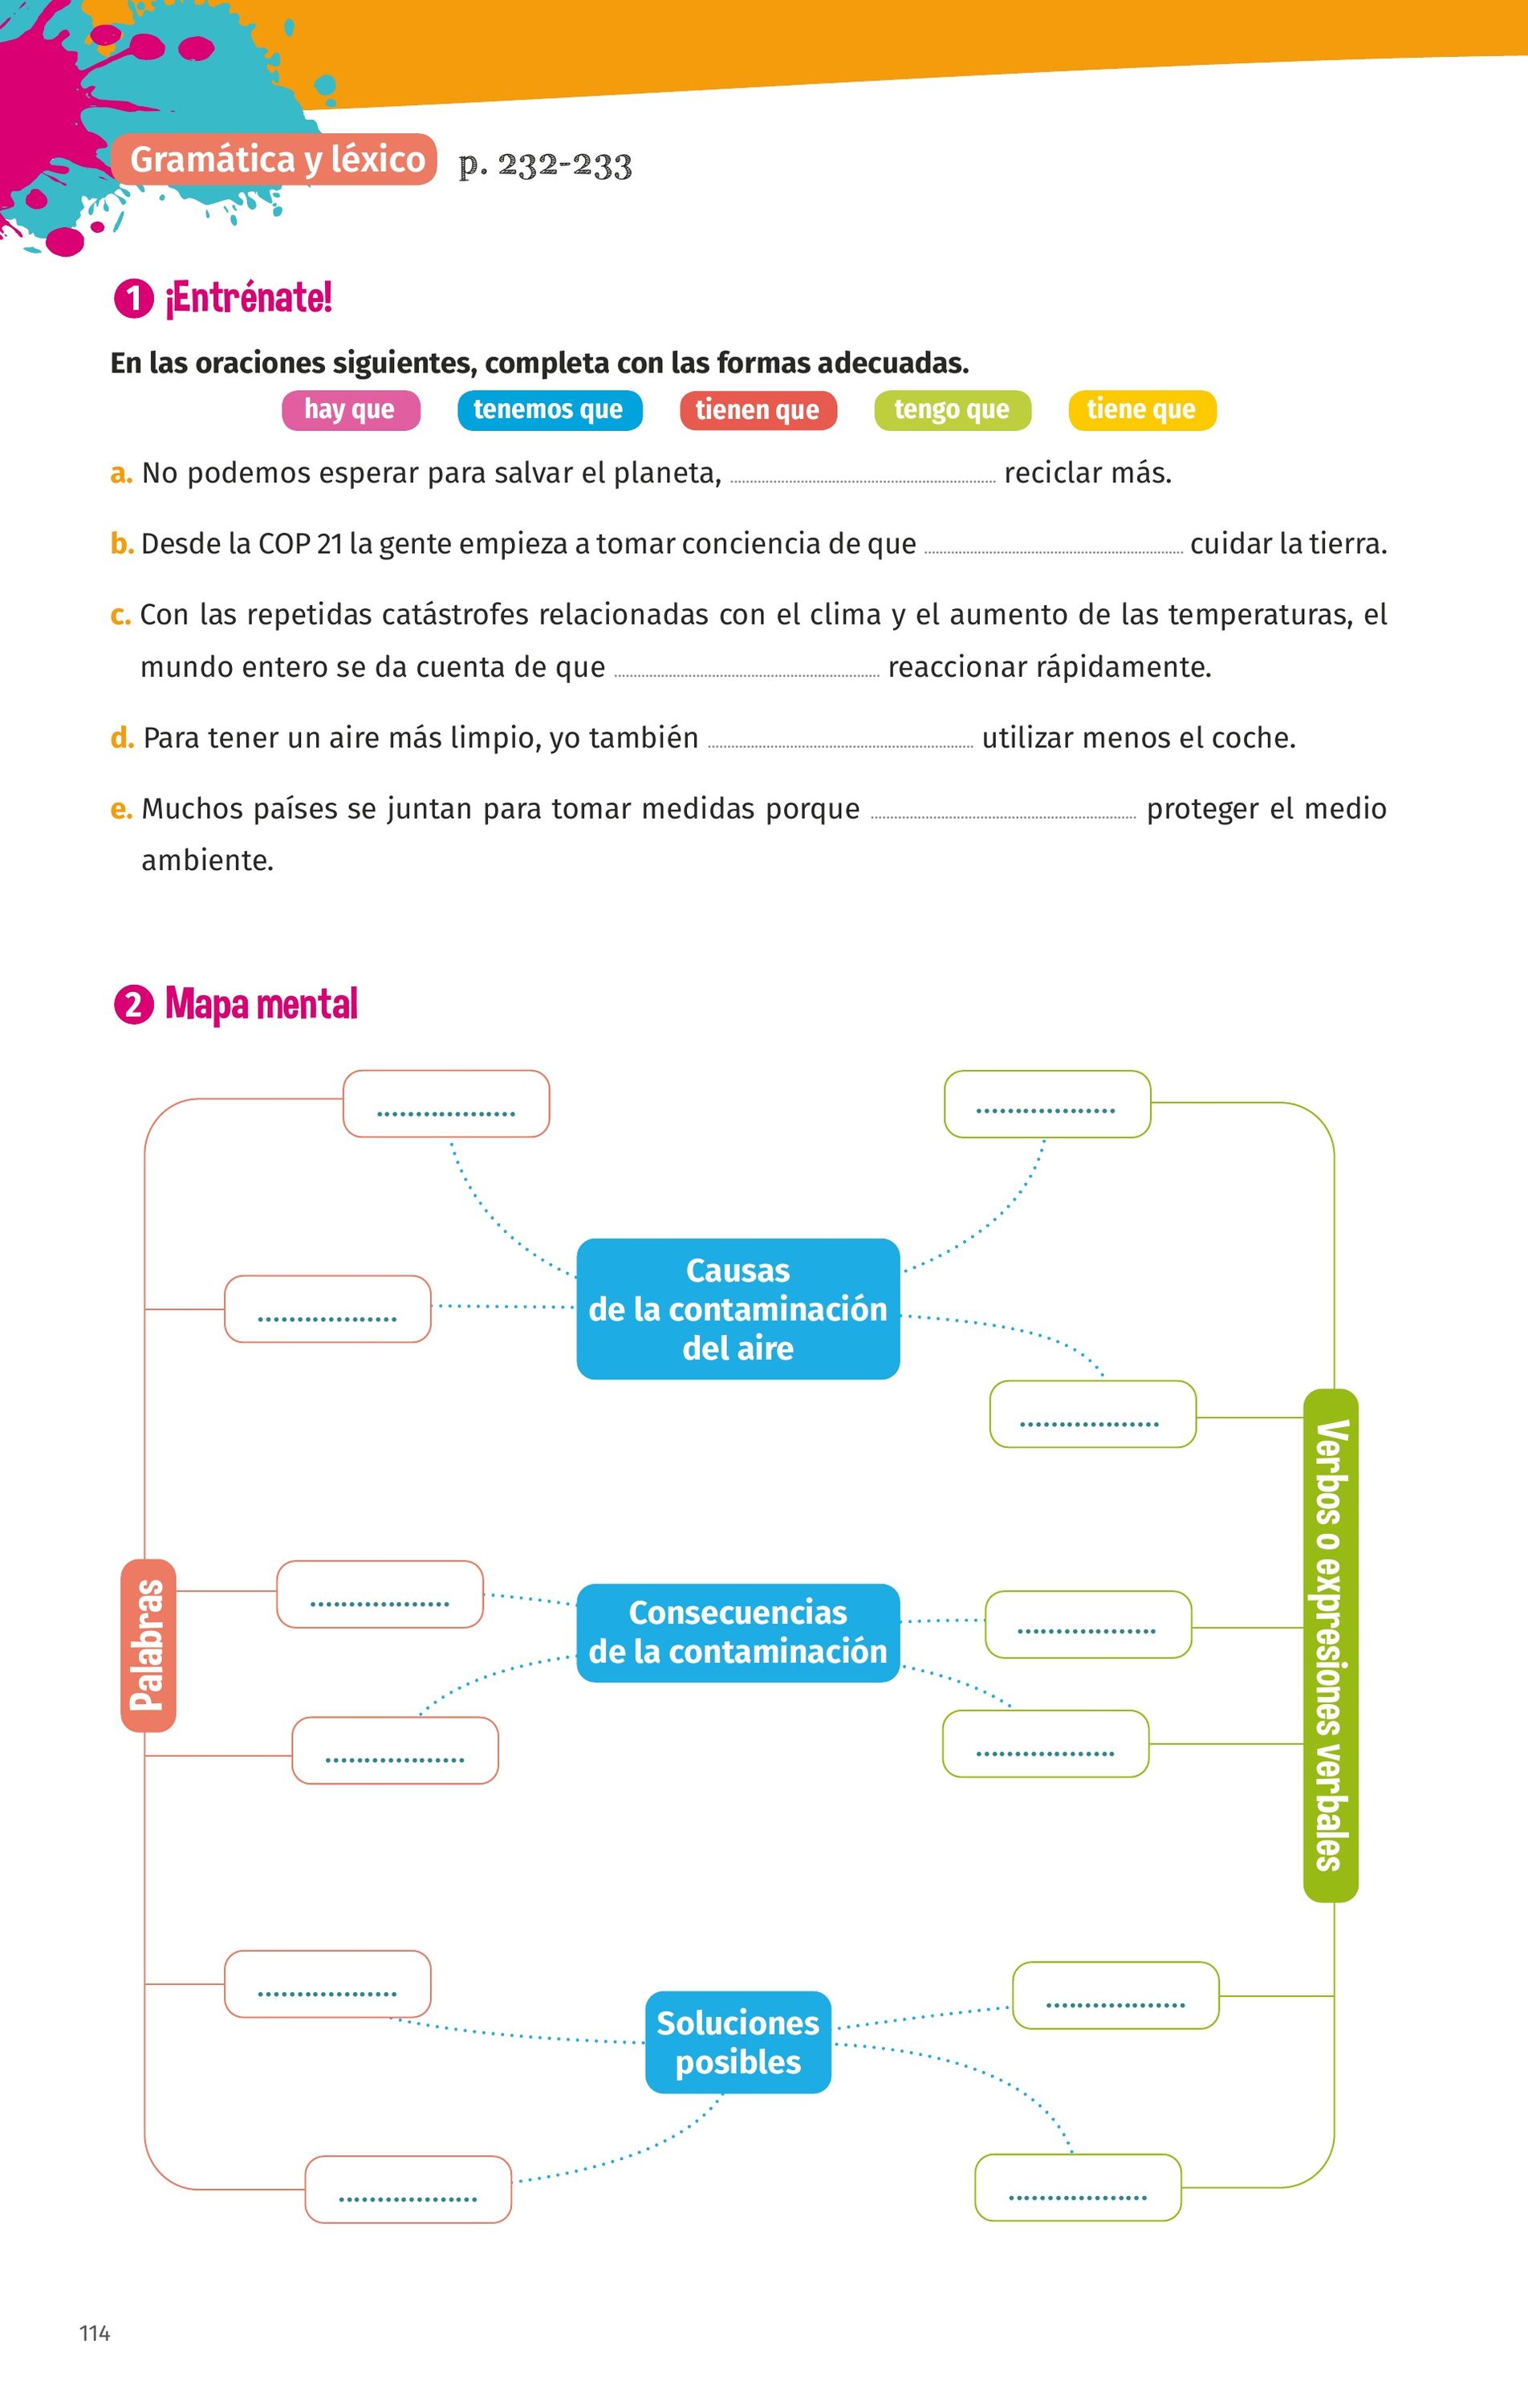 Gramática y léxico p. 232-233
1 ¡Entrénate!
En las oraciones siguientes, completa con las formas adecuadas.
hay que tenemos que tienen que tengo que tiene que
a. No podemos esperar para salvar el planeta, ........................ reciclar más.
b. Desde la COP 21 la gente empieza a tomar conciencia de que ........................ cuidar la tierra.
c. Con las repetidas catástrofes relacionadas con el clima y el aumento de las temperaturas, el
mundo entero se da cuenta de que ........................ reaccionar rápidamente.
d. Para tener un aire más limpio, yo también ........................ utilizar menos el coche.
e. Muchos países se juntan para tomar medidas porque ........................ proteger el medio
ambiente.
2 Mapa mental
Causas
de la contaminación
del aire
Palabras
Consecuencias
de la contaminación
Verbos o expresiones verbales
Soluciones
posibles
114